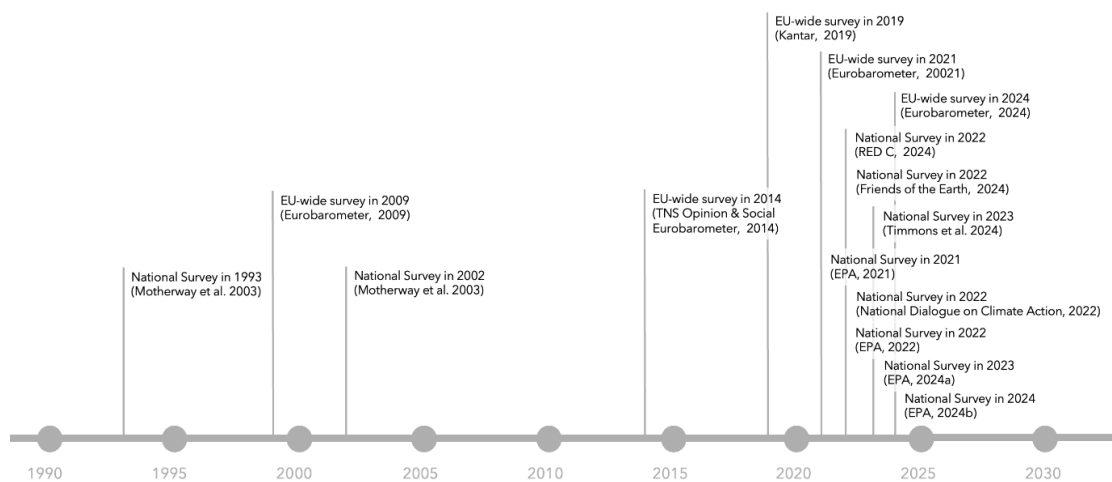 EU-wide survey in 2019
(Kantar, 2019)
EU-wide survey in 2021
(Eurobarometer, 20021)
EU-wide survey in 2024
(Eurobarometer, 2024)
National Survey in 2022
(RED C, 2024)
National Survey in 2022
(Friends of the Earth, 2024)
EU-wide survey in 2009
(Eurobarometer, 2009)
EU-wide survey in 2014
(TNS Opinion & Social
Eurobarometer, 2014)
National Survey in 2023
(Timmons et al. 2024)
National Survey in 2021
(EPA, 2021)
National Survey in 1993
(Motherway et al. 2003)
National Survey in 2002
(Motherway et al. 2003)
National Survey in 2022
(National Dialogue on Climate Action, 2022)
National Survey in 2022
(EPA, 2022)
National Survey in 2023
(EPA, 2024a)
National Survey in 2024
(EPA, 2024b)
1990 1995 2000 2005 2010 2015 2020 2025 2030